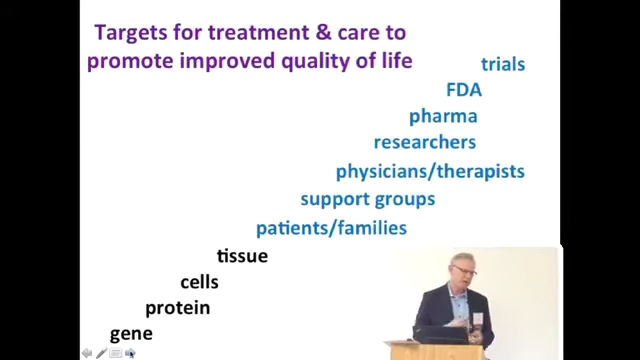 Targets for treatment & care to
promote improved quality of life
trials
FDA
pharma
researchers
physicians/therapists
support groups
patients/families
tissue
cells
protein
gene